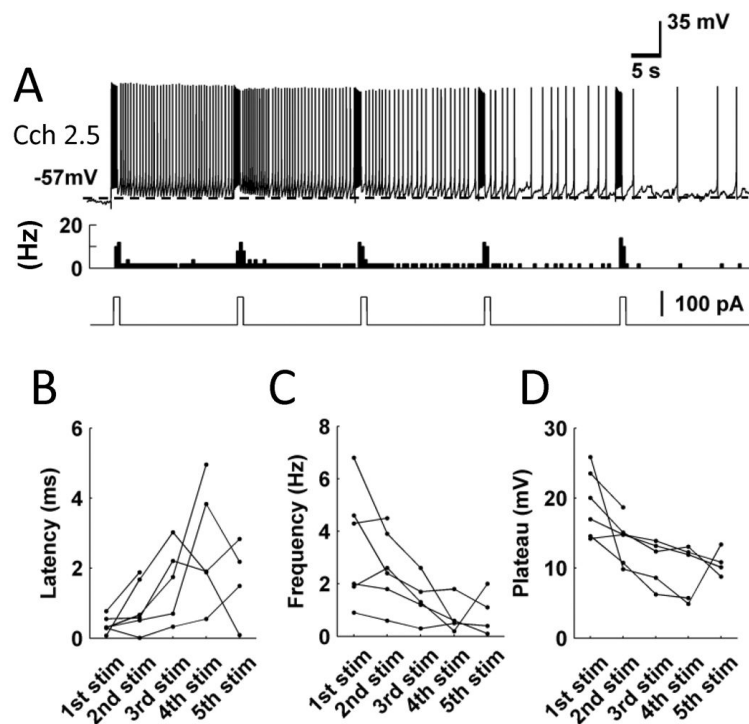 35 mV
5 s
A
Cch 2.5
-57mV
(Hz)
20
0
100 pA
B
C
D
Latency (ms)
6
4
2
0
1st stim
2nd stim
3rd stim
4th stim
5th stim
Frequency (Hz)
8
6
4
2
0
1st stim
2nd stim
3rd stim
4th stim
5th stim
Plateau (mV)
30
20
10
0
1st stim
2nd stim
3rd stim
4th stim
5th stim